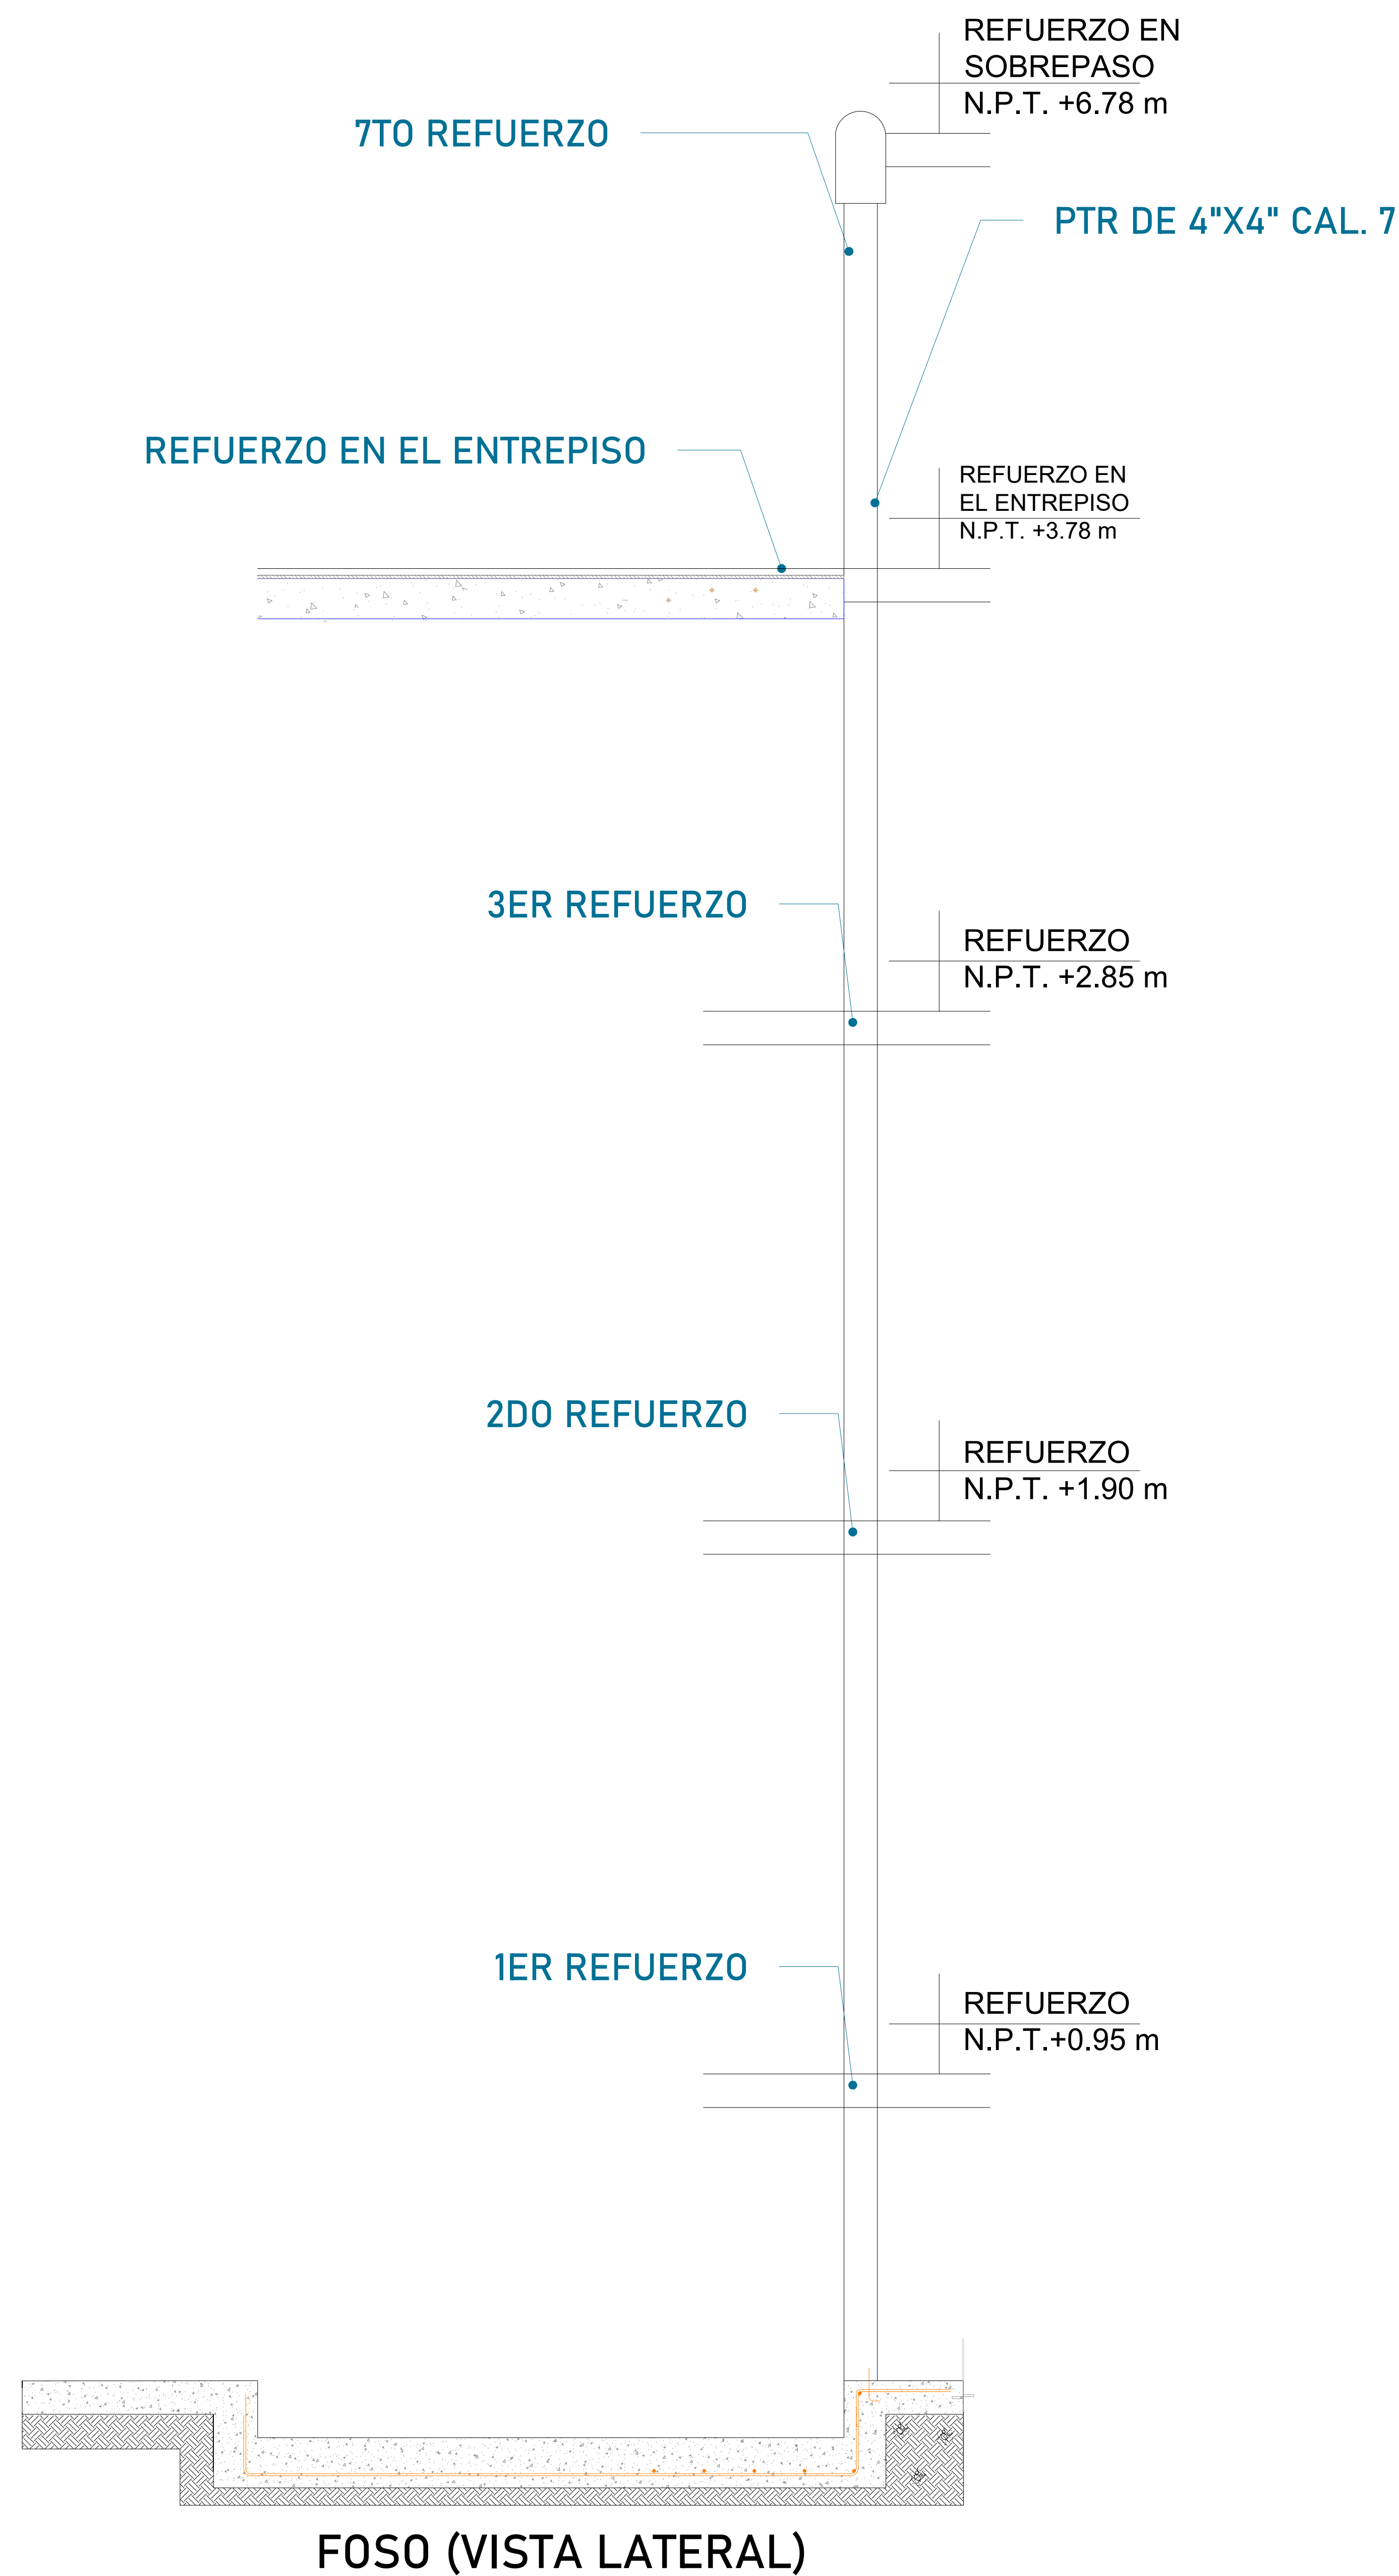 REFUERZO EN
SOBREPASO
N.P.T. +6.78 m
7TO REFUERZO
PTR DE 4"X4" CAL. 7
REFUERZO EN EL ENTREPISO
REFUERZO EN
EL ENTREPISO
N.P.T. +3.78 m
3ER REFUERZO
REFUERZO
N.P.T. +2.85 m
2DO REFUERZO
REFUERZO
N.P.T. +1.90 m
1ER REFUERZO
REFUERZO
N.P.T.+0.95 m
FOSO (VISTA LATERAL)